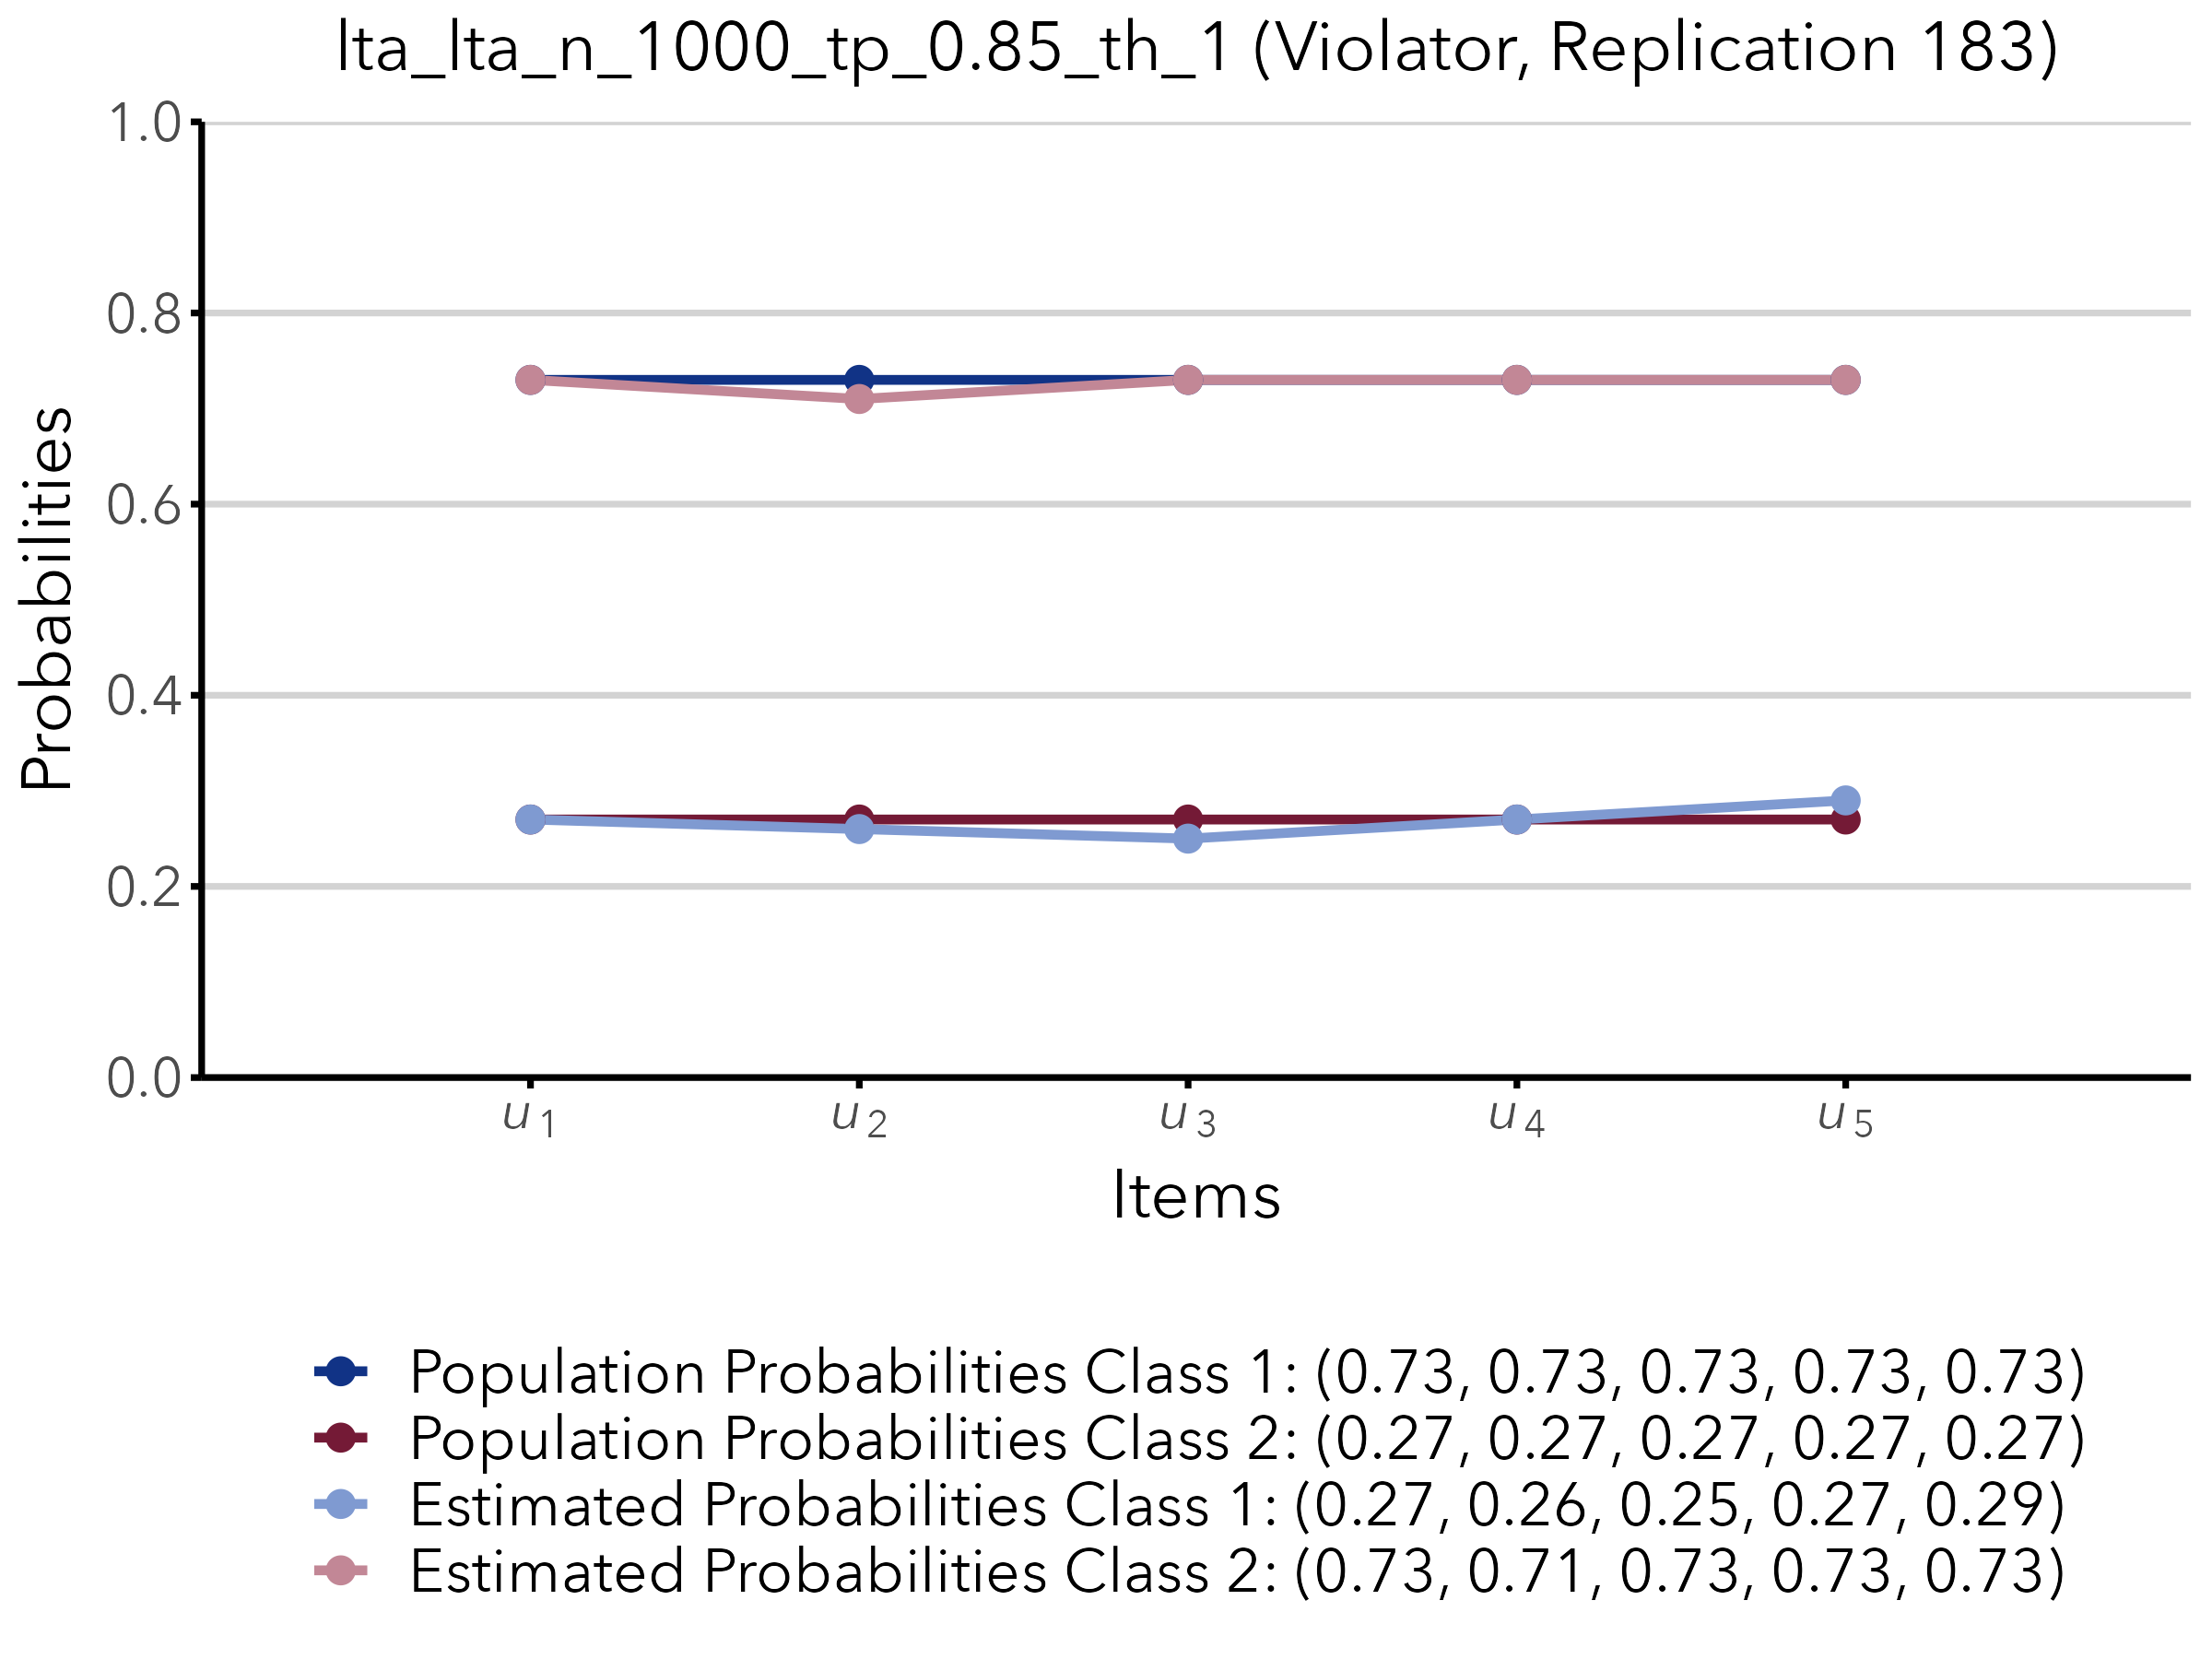 lta_lta_n_1000_tp_0.85_th_1 (Violator, Replication 183)
1.0
0.8
0.6
0.4
0.2
0.0
Probabilities
u1 u2 u3 u4 u5
Items
Population Probabilities Class 1: (0.73, 0.73, 0.73, 0.73, 0.73)
Population Probabilities Class 2: (0.27, 0.27, 0.27, 0.27, 0.27)
Estimated Probabilities Class 1: (0.27, 0.26, 0.25, 0.27, 0.29)
Estimated Probabilities Class 2: (0.73, 0.71, 0.73, 0.73, 0.73)